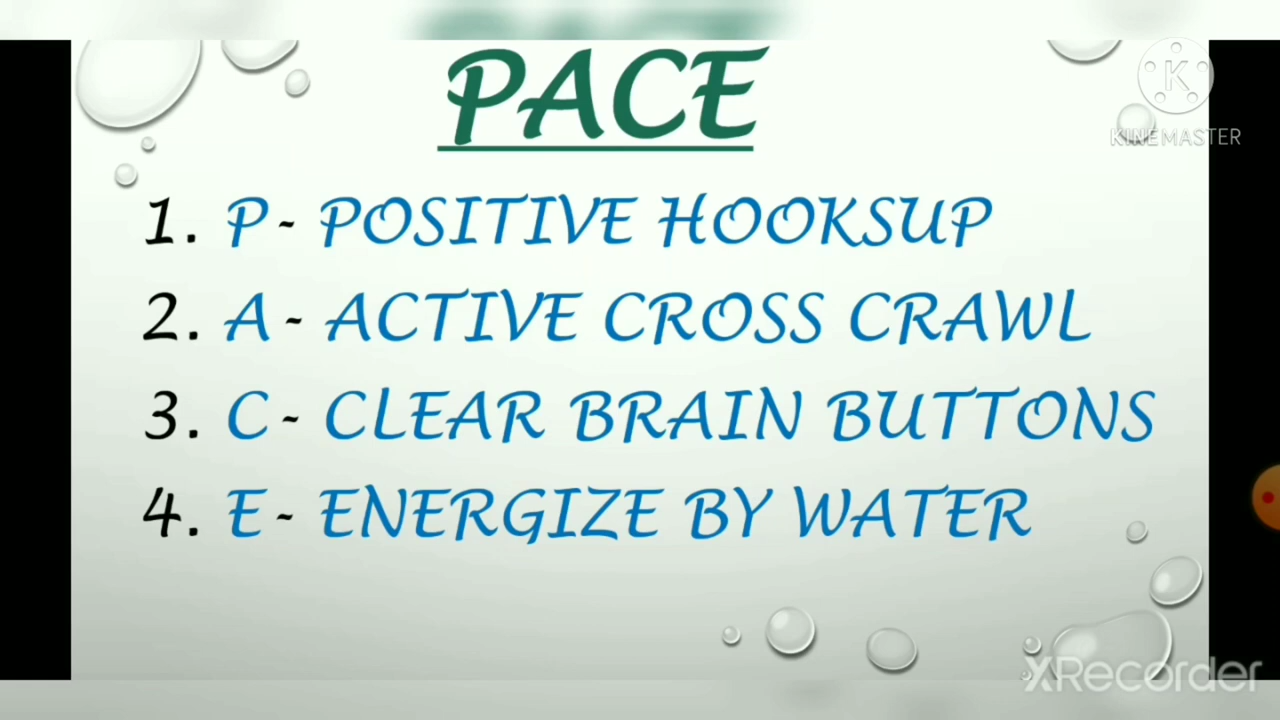 PACE
K
KINEMASTER
1. P- POSITIVE HOOKSUP
2. A- ACTIVE CROSS CRAWL
3. C- CLEAR BRAIN BUTTONS
4. E- ENERGIZE BY WATER
XRecorder